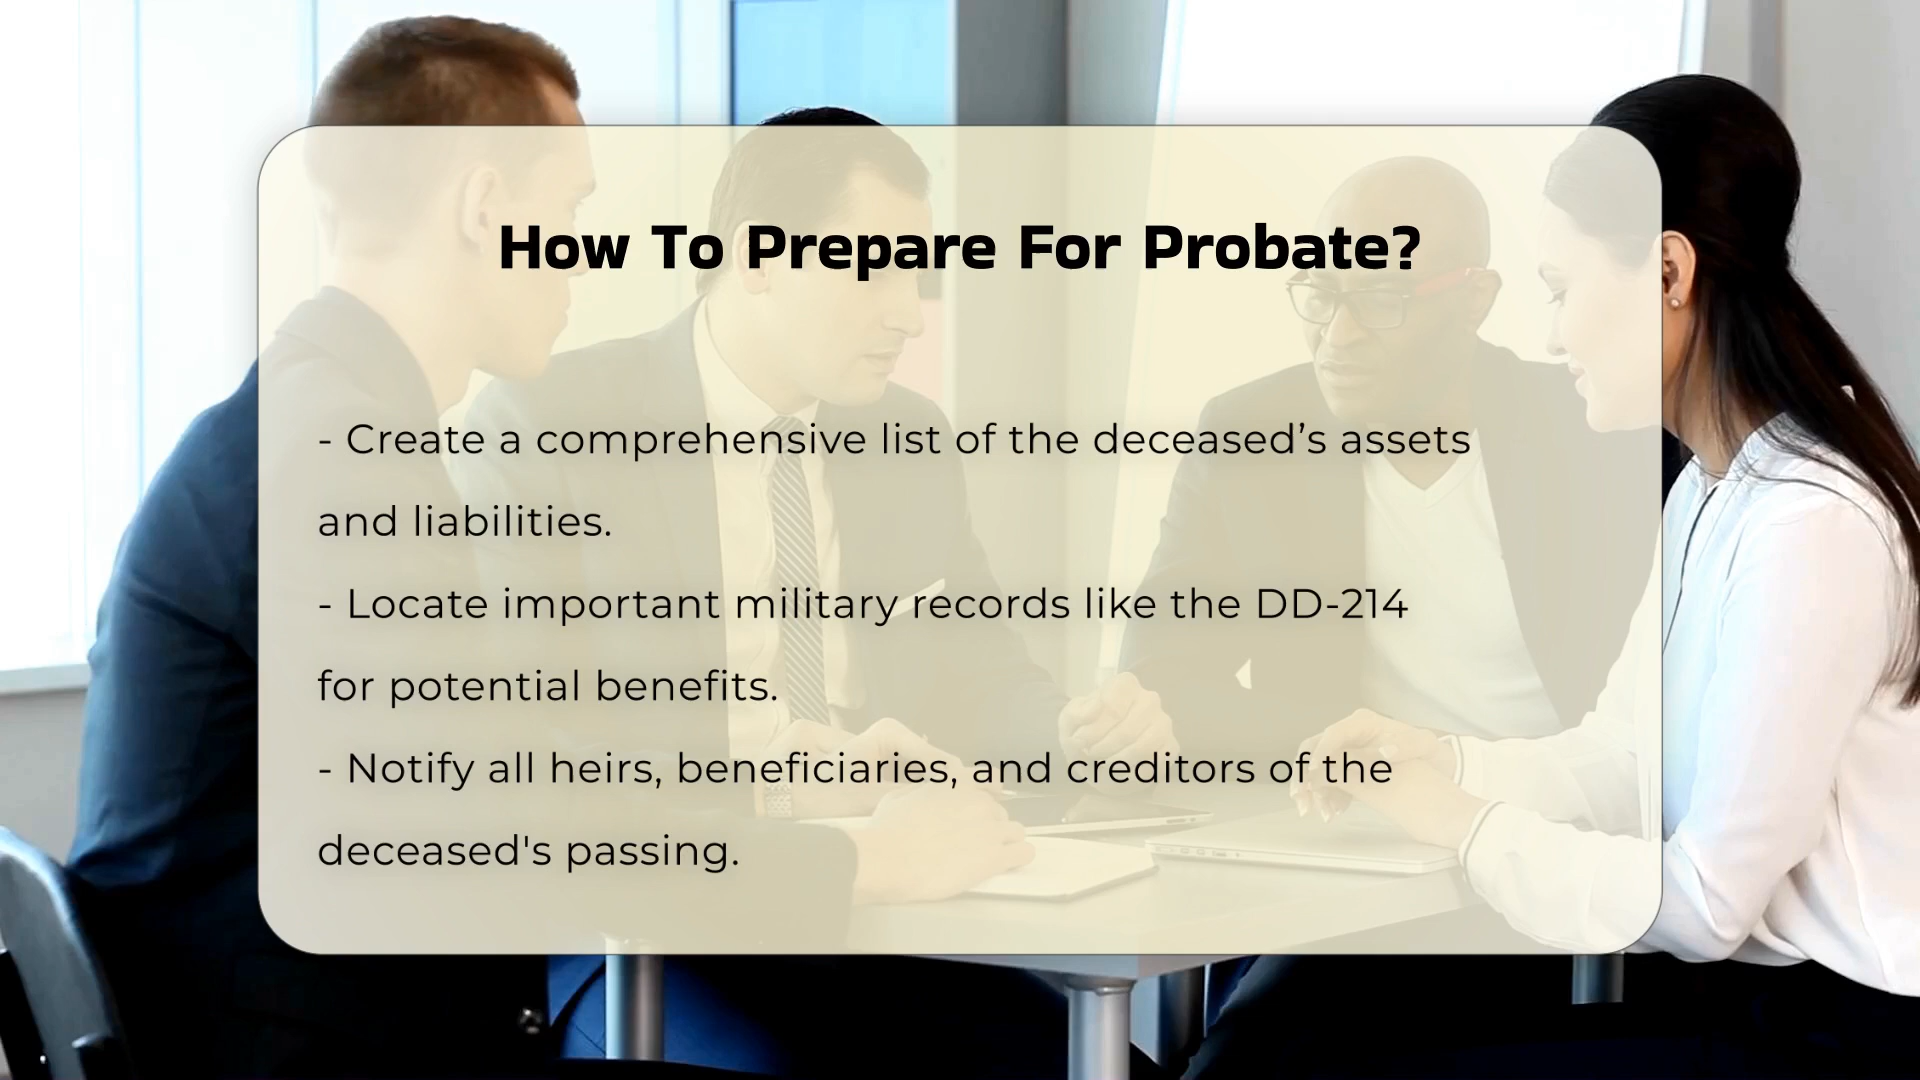 How To Prepare For Probate?
- Create a comprehensive list of the deceased’s assets
and liabilities.
- Locate important military records like the DD-214
for potential benefits.
- Notify all heirs, beneficiaries, and creditors of the
deceased's passing.